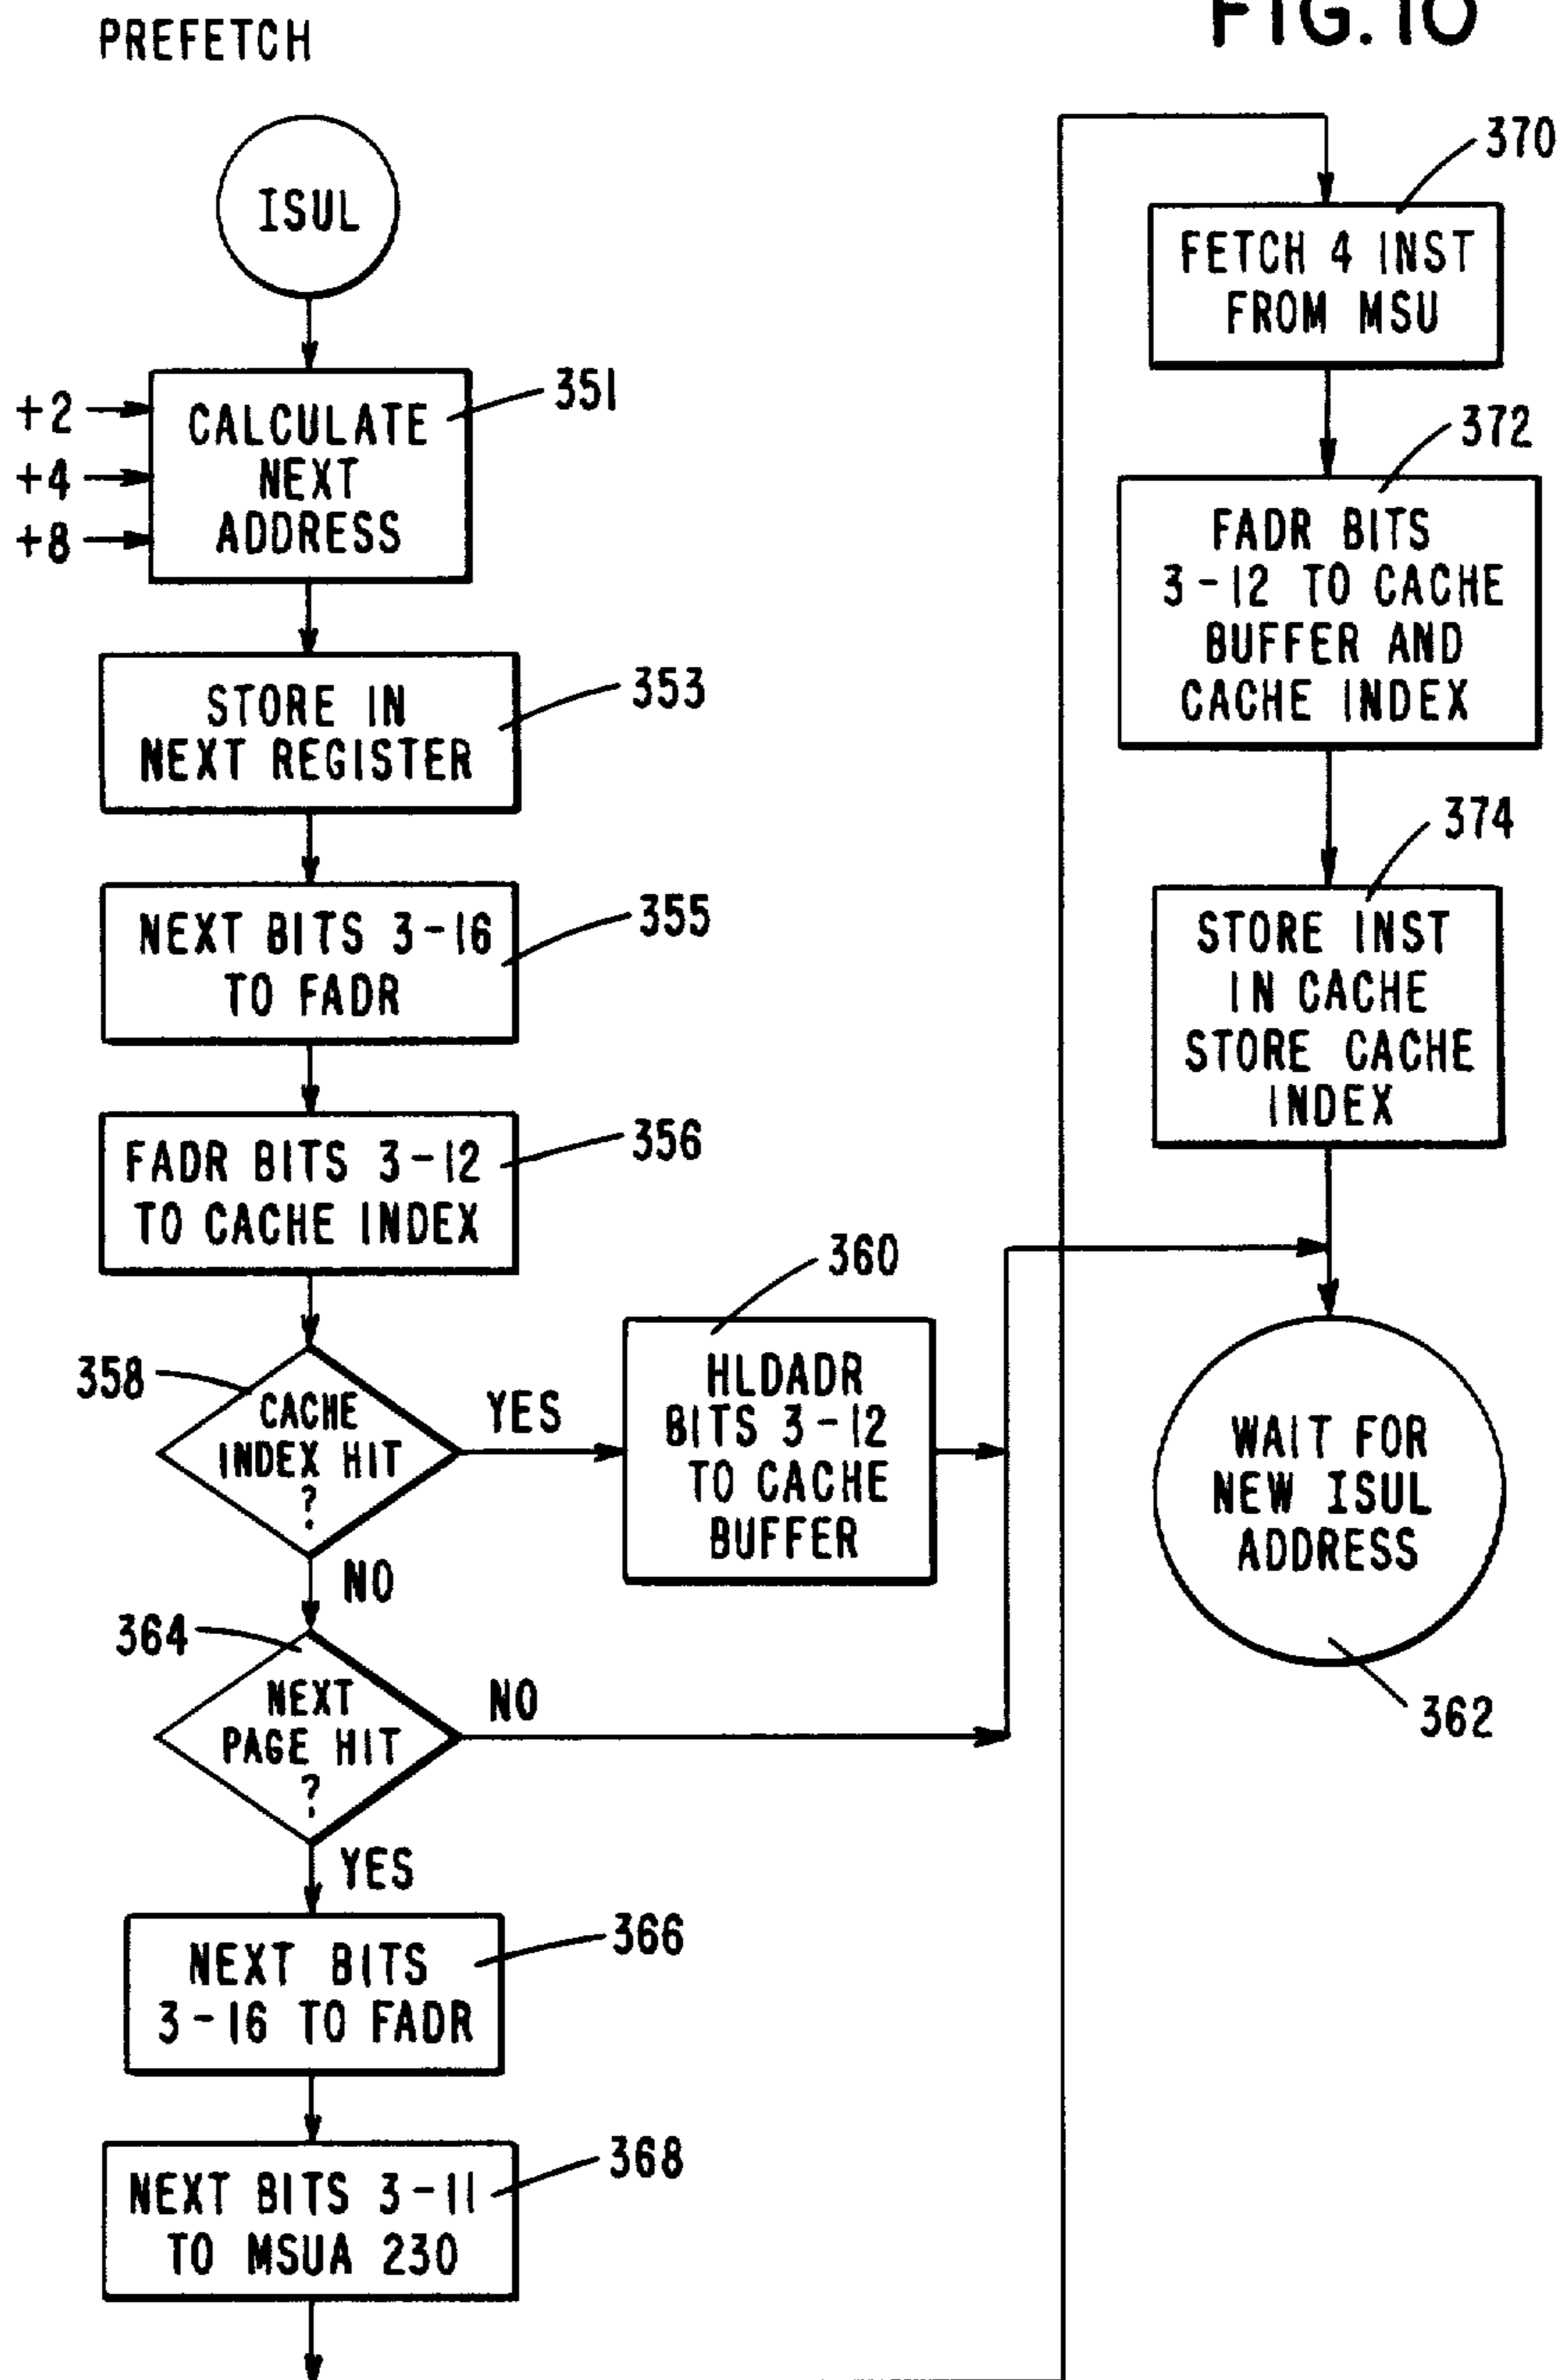 PREFETCH
FIG. 10
ISUL
+2
+4
+8
CALCULATE
NEXT
ADDRESS
351
STORE IN
NEXT REGISTER
353
NEXT BITS 3-16
TO FADR
355
FADR BITS 3-12
TO CACHE INDEX
356
358
CACHE
INDEX HIT
?
YES
NO
360
HLDADR
BITS 3-12
TO CACHE
BUFFER
364
NEXT
PAGE HIT
?
NO
YES
NEXT BITS
3-16 TO FADR
366
NEXT BITS 3-11
TO MSUA 230
368
370
FETCH 4 INST
FROM MSU
372
FADR BITS
3-12 TO CACHE
BUFFER AND
CACHE INDEX
374
STORE INST
IN CACHE
STORE CACHE
INDEX
WAIT FOR
NEW ISUL
ADDRESS
362